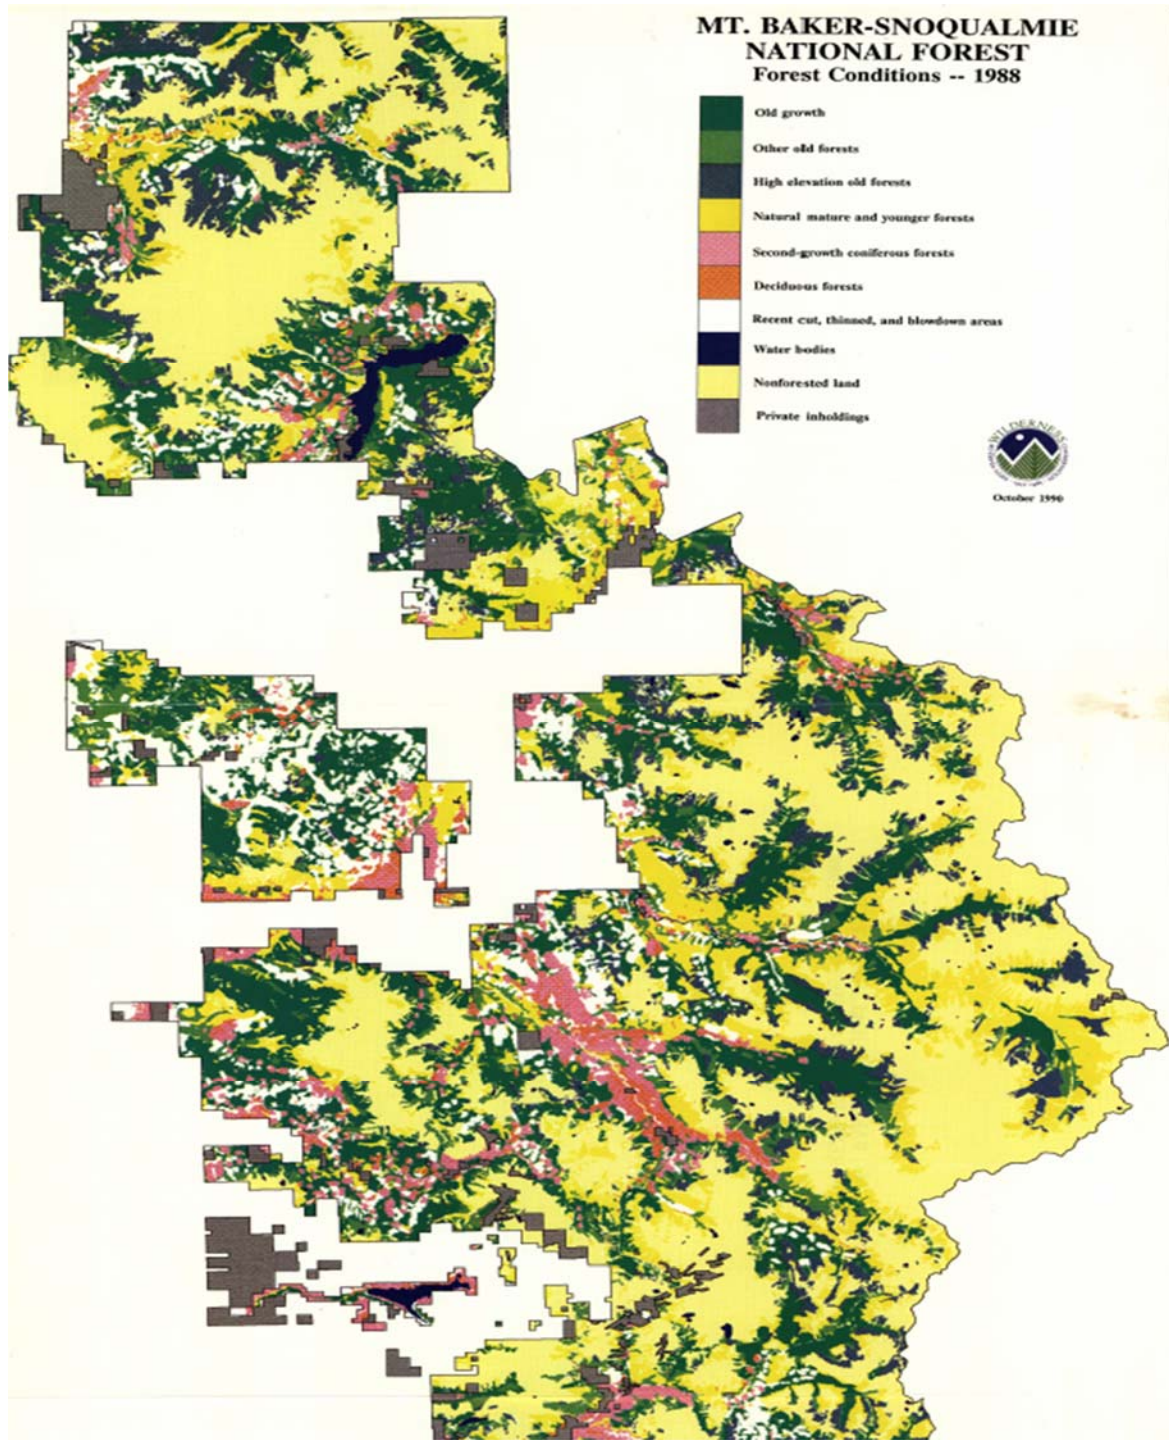 MT. BAKER-SNOQUALMIE
NATIONAL FOREST
Forest Conditions -- 1988
Old growth
Other old forests
High elevation old forests
Natural mature and younger forests
Second-growth coniferous forests
Deciduous forests
Recent cut, thinned, and blowdown areas
Water bodies
Nonforested land
Private inholdings
WILDERNESS
October 1990